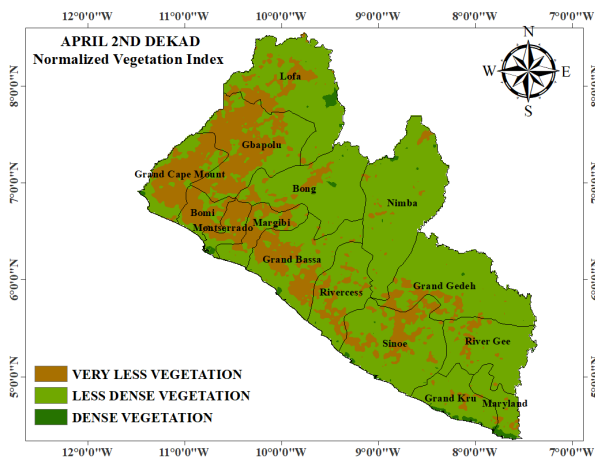 APRIL 2ND DEKAD
Normalized Vegetation Index
12°0'0"W 11°0'0"W 10°0'0"W 9°0'0"W 8°0'0"W 7°0'0"W
N
W E
S
8°0'0"N 8°0'0"N
7°0'0"N 7°0'0"N
6°0'0"N 6°0'0"N
5°0'0"N 5°0'0"N
Lofa
Gbapolu
Grand Cape Mount
Bong
Nimba
Bomi
Margibi
Montserrado
Grand Bassa
Grand Gedeh
Rivercess
Sinoe
River Gee
Grand Kru
Maryland
VERY LESS VEGETATION
LESS DENSE VEGETATION
DENSE VEGETATION
12°0'0"W 11°0'0"W 10°0'0"W 9°0'0"W 8°0'0"W 7°0'0"W